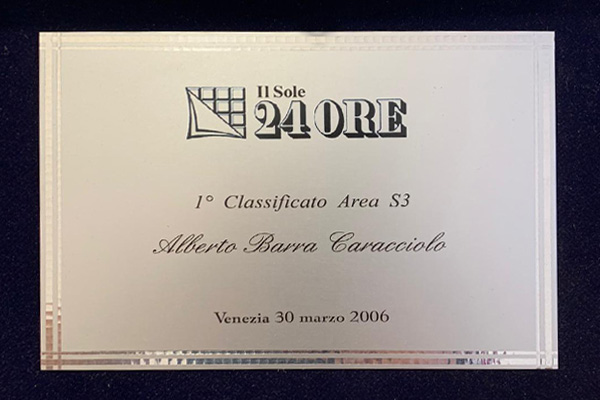 Il Sole
24 ORE
1° Classificato Area S3
Alberto Barra Caracciolo
Venezia 30 marzo 2006